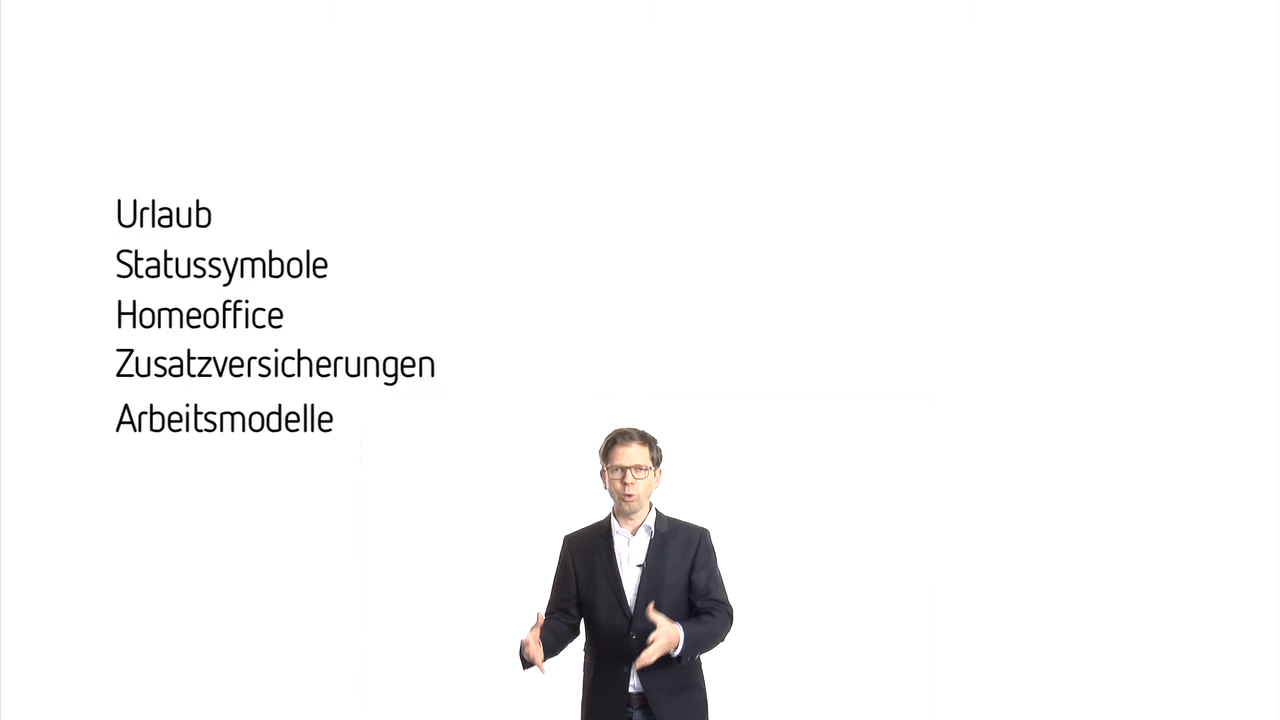 Urlaub
Statussymbole
Homeoffice
Zusatzversicherungen
Arbeitsmodelle